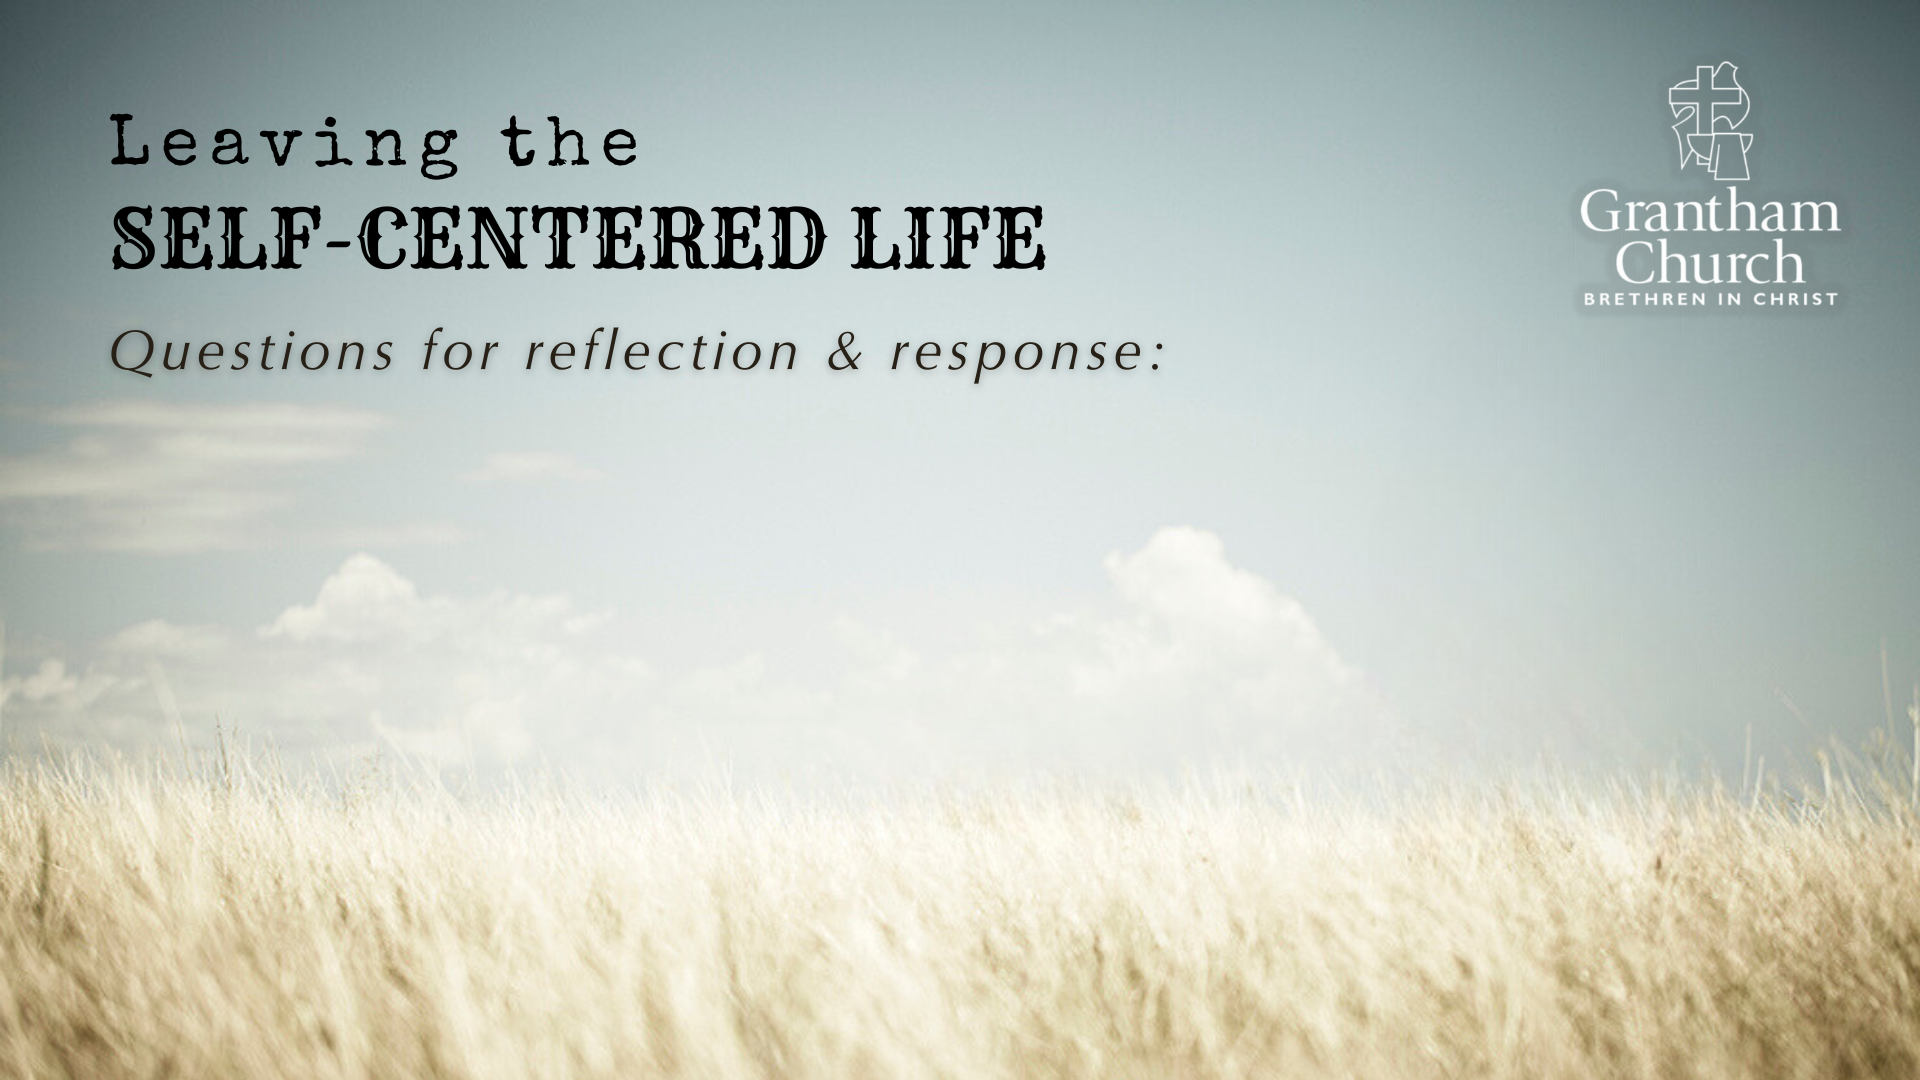 Leaving the
SELF-CENTERED LIFE
Questions for reflection & response:
Grantham
Church
BRETHREN IN CHRIST